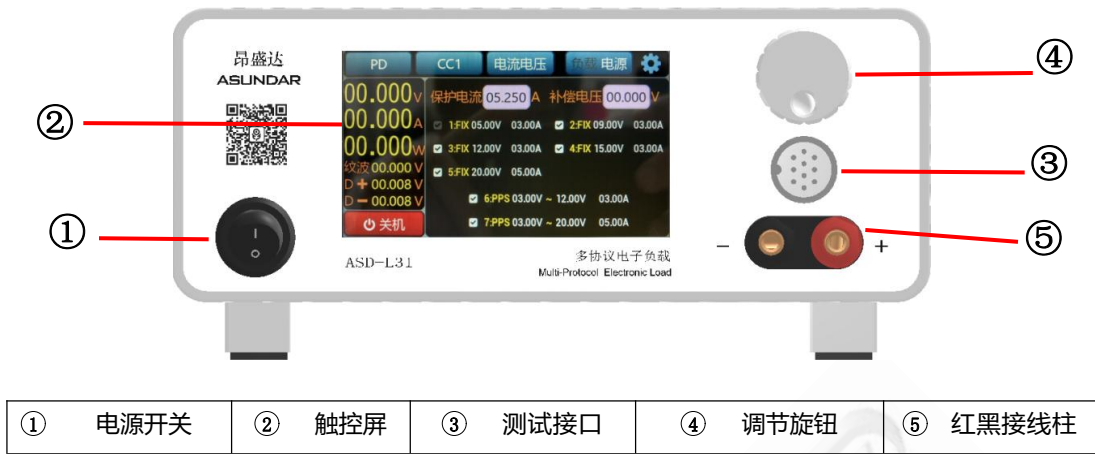 昂盛达
ASUNDAR
PD CC1 电流电压 负载 电源
00.000 V 保护电流 05.250 A 补偿电压 00.000 V
00.000 A 1:FIX 05.00V 03.00A 2:FIX 09.00V 03.00A
00.000 W 3:FIX 12.00V 03.00A 4:FIX 15.00V 03.00A
纹波 00.000 V 5:FIX 20.00V 05.00A
D+ 00.008 V 6:PPS 03.00V ~ 12.00V 03.00A
D- 00.008 V 7:PPS 03.00V ~ 20.00V 05.00A
关机
ASD-L31
多协议电子负载
Multi-Protocol Electronic Load
- +
I
O
①
②
④
③
⑤
① 电源开关 ② 触控屏 ③ 测试接口 ④ 调节旋钮 ⑤ 红黑接线柱